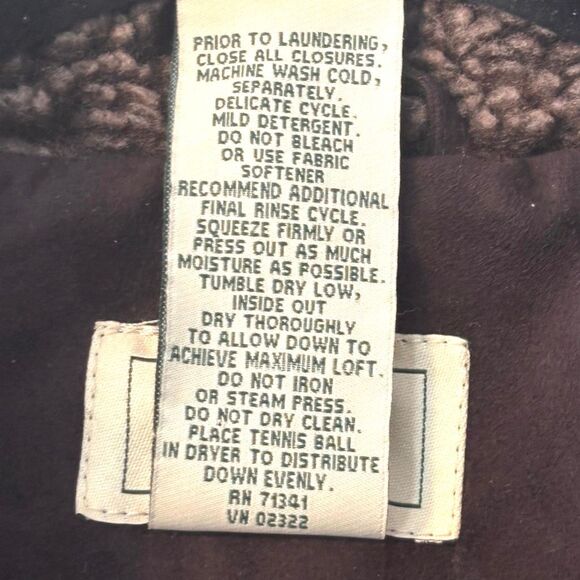 PRIOR TO LAUNDERING,
CLOSE ALL CLOSURES.
MACHINE WASH COLD,
SEPARATELY.
DELICATE CYCLE.
MILD DETERGENT.
DO NOT BLEACH
OR USE FABRIC
SOFTENER
RECOMMEND ADDITIONAL
FINAL RINSE CYCLE.
SQUEEZE FIRMLY OR
PRESS OUT AS MUCH
MOISTURE AS POSSIBLE.
TUMBLE DRY LOW,
INSIDE OUT
DRY THOROUGHLY
TO ALLOW DOWN TO
ACHIEVE MAXIMUM LOFT.
DO NOT IRON
OR STEAM PRESS.
DO NOT DRY CLEAN.
PLACE TENNIS BALL
IN DRYER TO DISTRIBUTE
DOWN EVENLY.
RN 71341
VN 02322